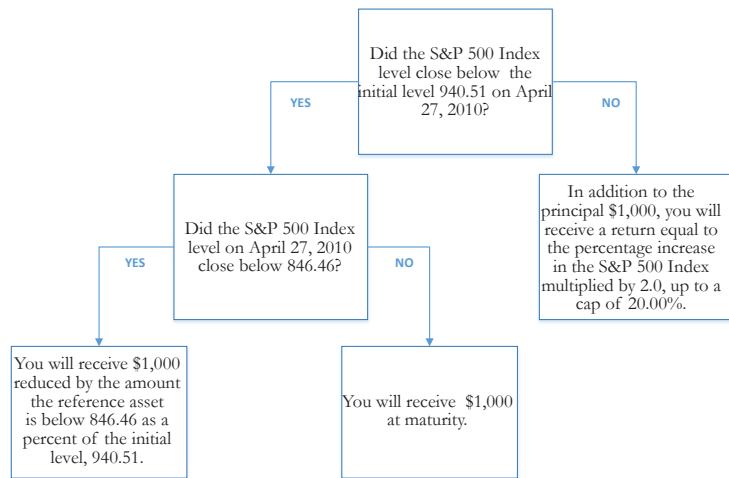 Did the S&P 500 Index
level close below the
initial level 940.51 on April
27, 2010?
YES
NO
Did the S&P 500 Index
level on April 27, 2010
close below 846.46?
In addition to the
principal $1,000, you will
receive a return equal to
the percentage increase
in the S&P 500 Index
multiplied by 2.0, up to a
cap of 20.00%.
YES
NO
You will receive $1,000
reduced by the amount
the reference asset
is below 846.46 as a
percent of the initial
level, 940.51.
You will receive $1,000
at maturity.